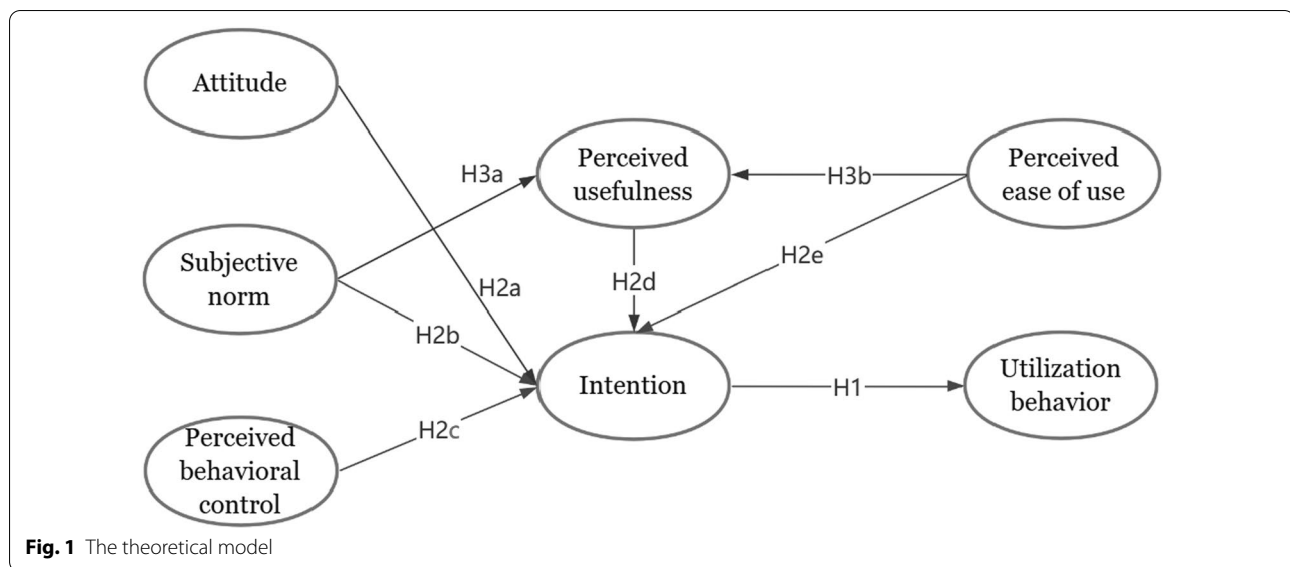 Attitude
Perceived
usefulness
Perceived
ease of use
H3a
H3b
Subjective
norm
H2a
H2d
H2e
H2b
Intention
H1
Utilization
behavior
H2c
Perceived
behavioral
control
Fig. 1 The theoretical model